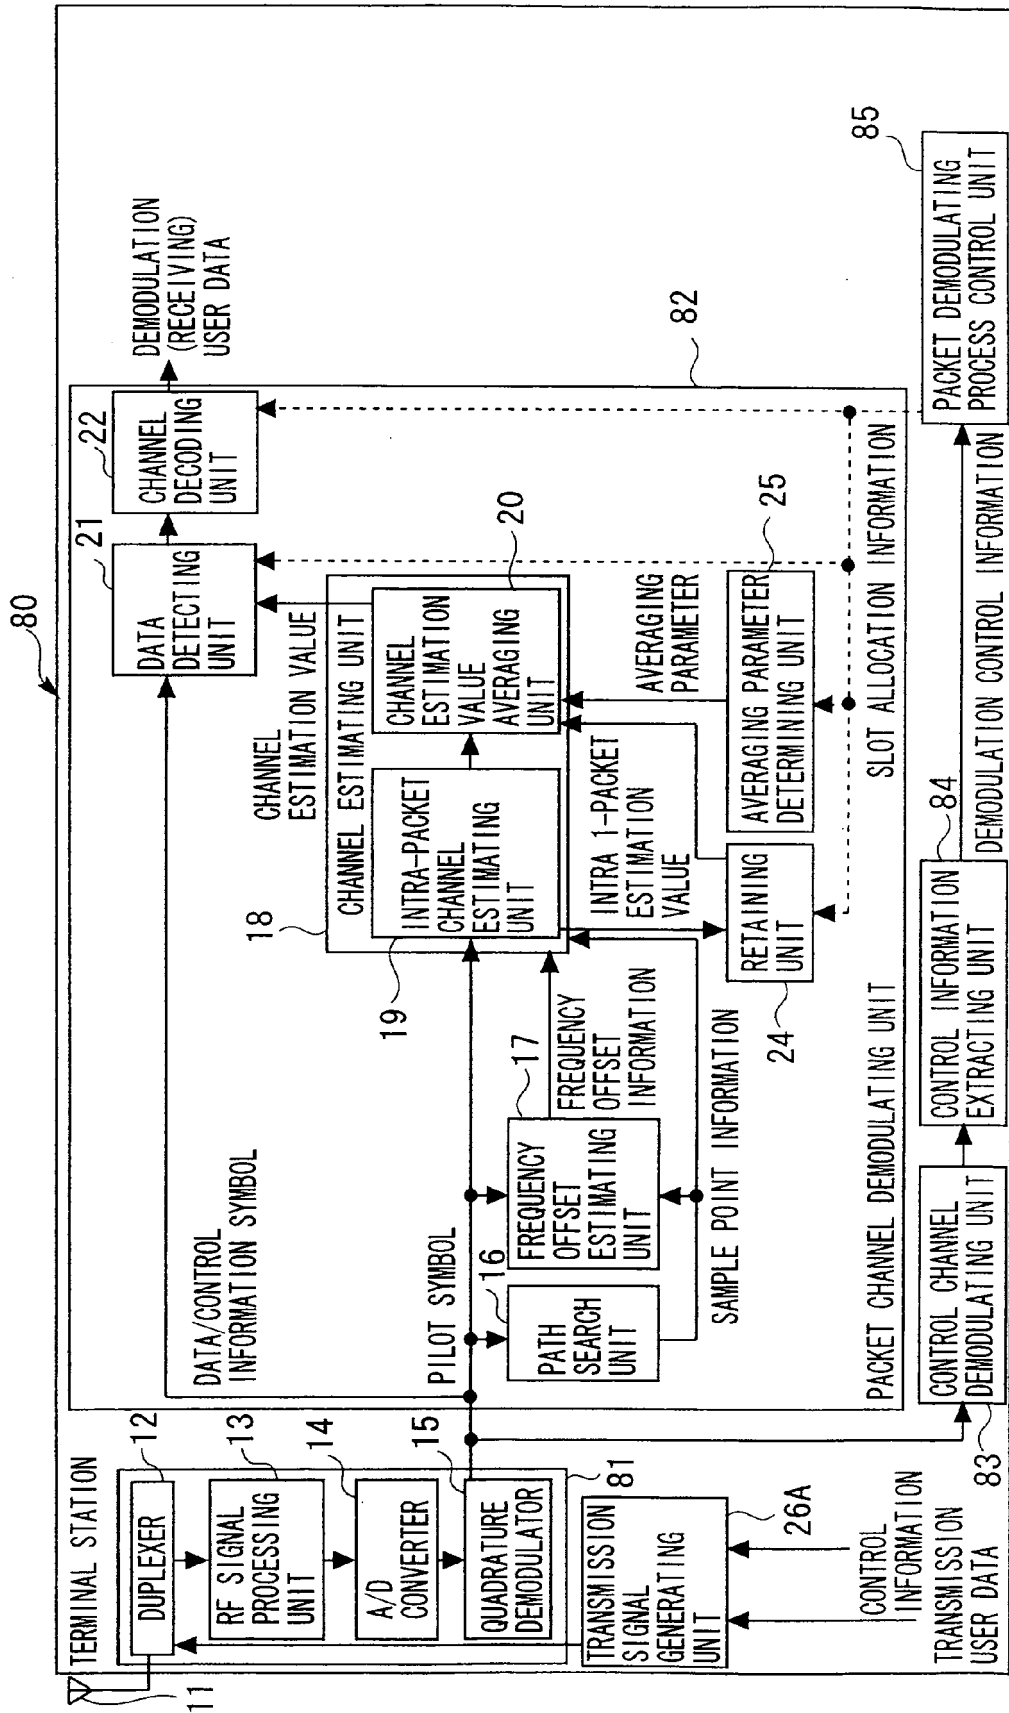 80
TERMINAL STATION
11
DUPLEXER
12
RF SIGNAL
PROCESSING
UNIT
13
A/D
CONVERTER
14
QUADRATURE
DEMODULATOR
15
81
TRANSMISSION
SIGNAL
GENERATING
UNIT
26A
CONTROL
INFORMATION
TRANSMISSION
USER DATA
DATA/CONTROL
INFORMATION SYMBOL
PILOT SYMBOL
16
PATH
SEARCH
UNIT
17
FREQUENCY
OFFSET
ESTIMATING
UNIT
FREQUENCY
OFFSET
INFORMATION
SAMPLE POINT INFORMATION
18
CHANNEL ESTIMATING UNIT
19
INTRA-PACKET
CHANNEL
ESTIMATING
UNIT
20
CHANNEL
ESTIMATION
VALUE
AVERAGING
UNIT
CHANNEL
ESTIMATION VALUE
21
DATA
DETECTING
UNIT
22
CHANNEL
DECODING
UNIT
DEMODULATION
(RECEIVING)
USER DATA
INTRA 1-PACKET
ESTIMATION
VALUE
AVERAGING
PARAMETER
RETAINING
UNIT
24
AVERAGING PARAMETER
DETERMINING UNIT
25
82
SLOT ALLOCATION INFORMATION
PACKET CHANNEL DEMODULATING UNIT
CONTROL CHANNEL
DEMODULATING UNIT
83
CONTROL INFORMATION
EXTRACTING UNIT
84
DEMODULATION CONTROL INFORMATION
PACKET DEMODULATING
PROCESS CONTROL UNIT
85